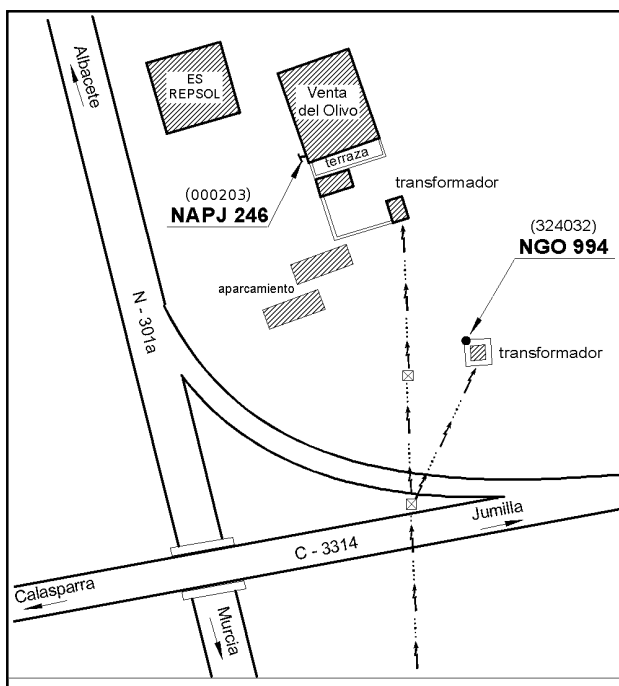 Albacete
ES
REPSOL
Venta
del Olivo
terraza
(000203)
NAPJ 246
transformador
(324032)
NGO 994
aparcamiento
N - 301a
transformador
Jumilla
C - 3314
Calasparra
Murcia